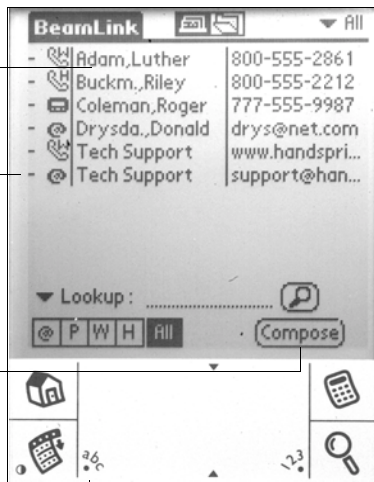 BeamLink All
- W Adam,Luther 800-555-2861
- H Buckm.,Riley 800-555-2212
- Coleman,Roger 777-555-9987
- @ Drysda.,Donald drys@net.com
- W Tech Support www.handspri...
- @ Tech Support support@han...
Lookup: ....................
@ P W H All Compose
abc 123